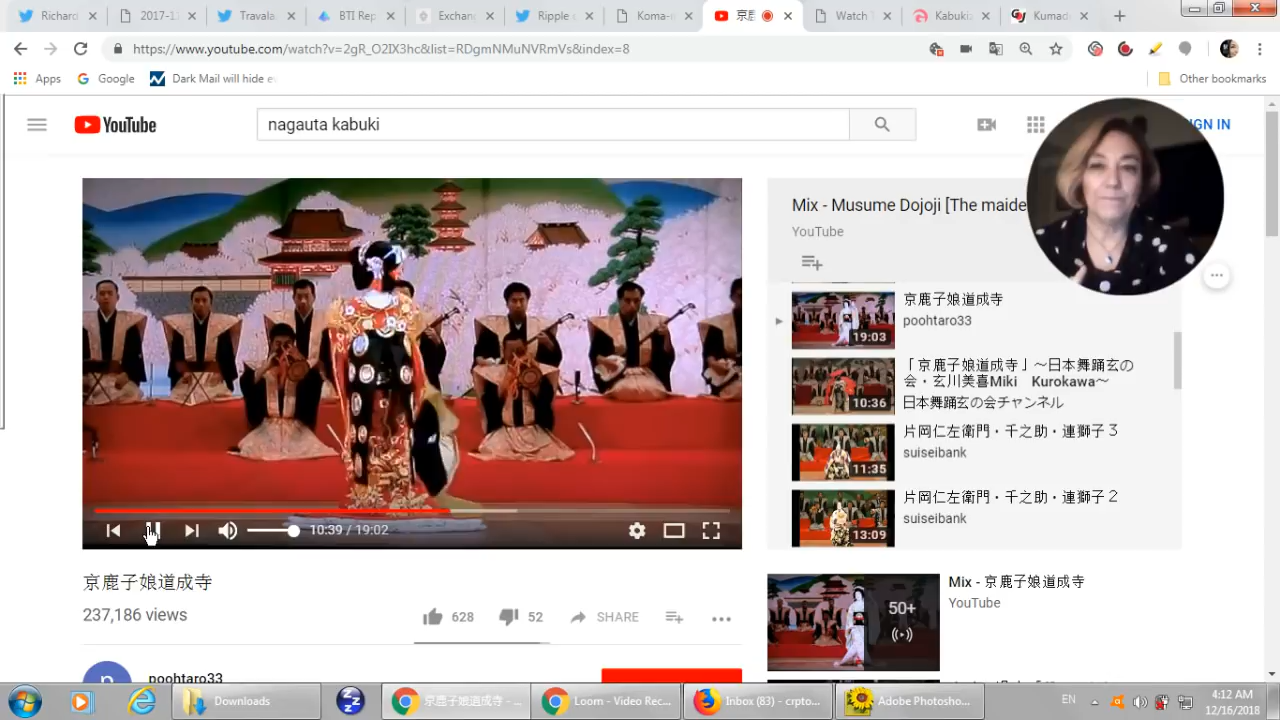 Richard
2017-1
Travala.
BTI Rep
Exchan
Ripple
Koma-
京
Watch
Kabuki
Kumad
https://www.youtube.com/watch?v=2gR_O2IX3hc&list=RDgmNMuNVRmVs&index=8
Apps
Google
Dark Mail will hide
Other bookmarks
YouTube
nagauta kabuki
GN IN
Mix - Musume Dojoji [The maide
YouTube
京鹿子娘道成寺
poohtaro33
19:03
「京鹿子娘道成寺」～日本舞踊玄の
会・玄川美喜Miki Kurokawa～
日本舞踊玄の会チャンネル
10:36
片岡仁左衛門・千之助・連獅子３
suiseibank
11:35
片岡仁左衛門・千之助・連獅子２
suiseibank
13:09
10:39 / 19:02
京鹿子娘道成寺
237,186 views
628
52
SHARE
Mix - 京鹿子娘道成寺
YouTube
50+
poohtaro33
Downloads
京鹿子娘道成寺 - ...
Loom - Video Rec...
Inbox (83) - crpto...
Adobe Photosho...
EN
4:12 AM
12/16/2018